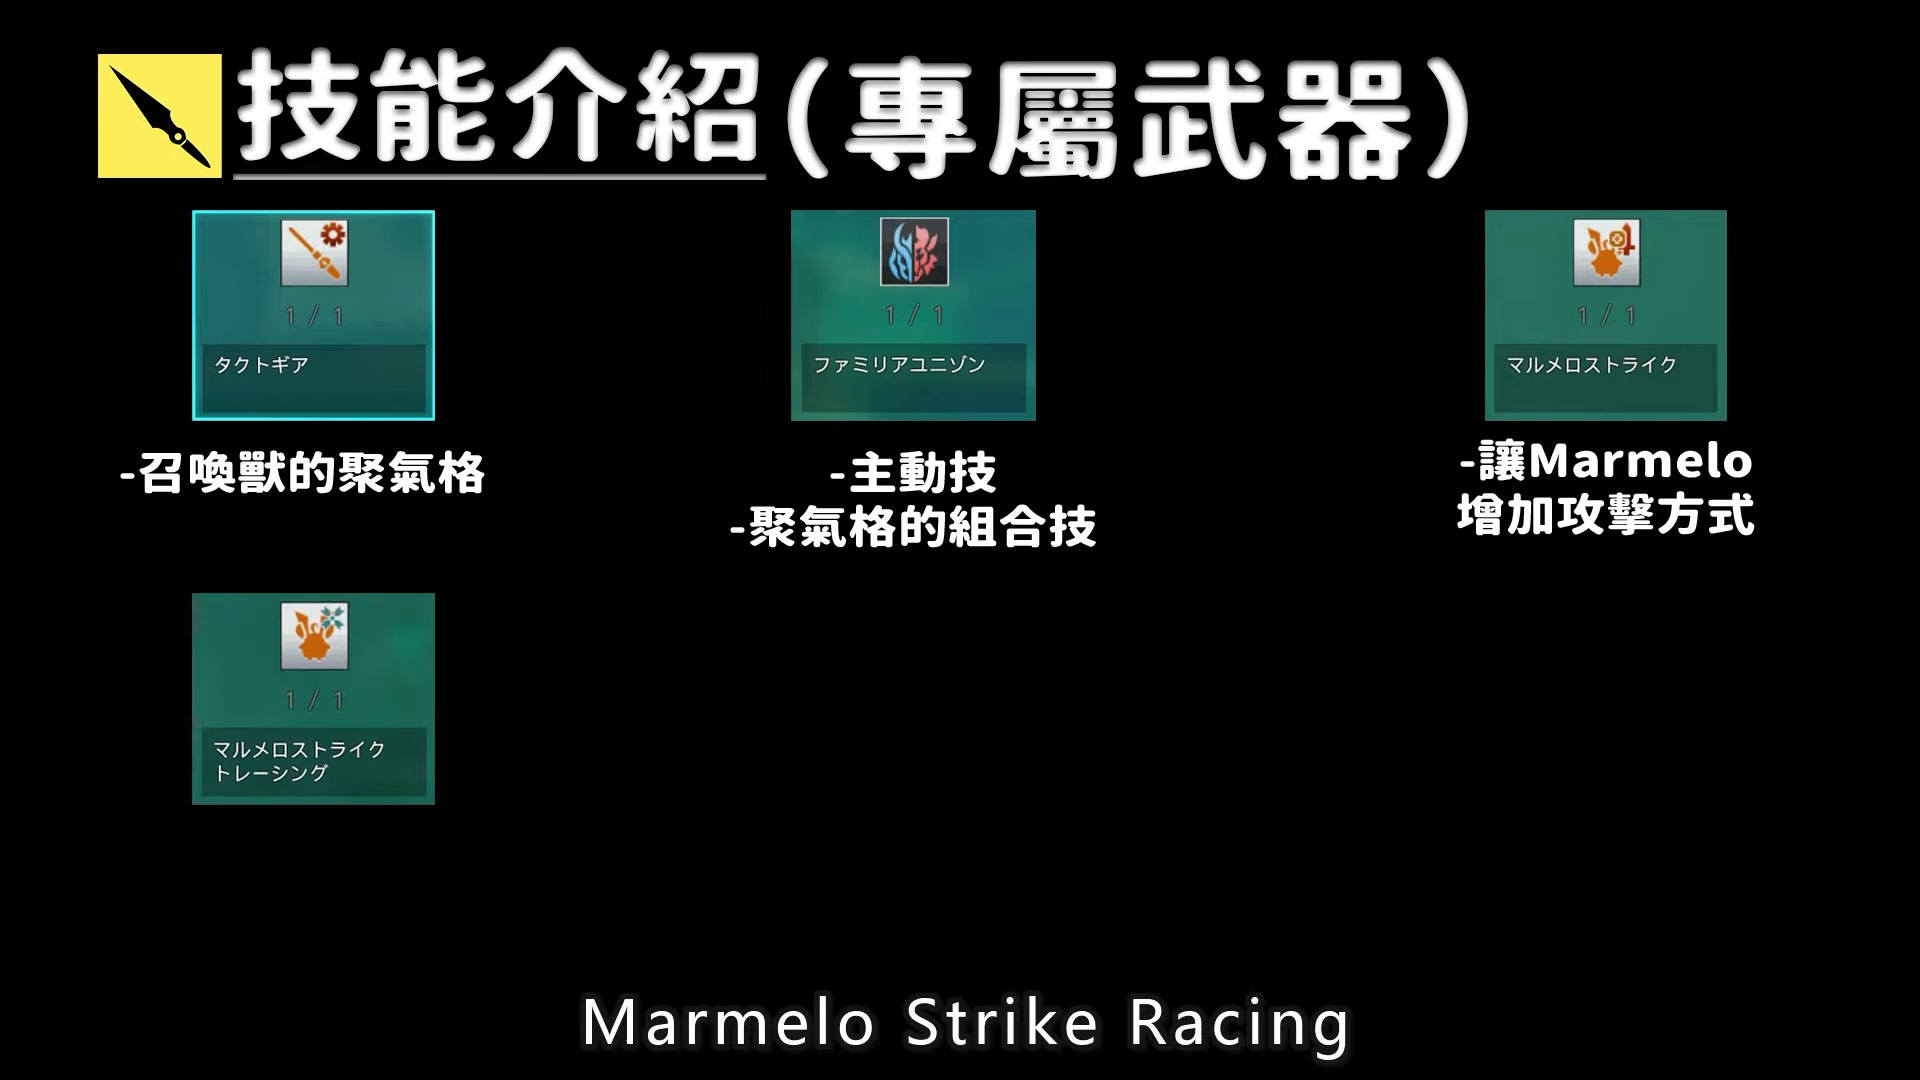 技能介紹(專屬武器)
1 / 1
タクトギア
-召喚獸的聚氣格
1 / 1
ファミリアユニゾン
-主動技
-聚氣格的組合技
1 / 1
マルメロストライク
-讓Marmelo
增加攻擊方式
1 / 1
マルメロストライク
トレーシング
Marmelo Strike Racing